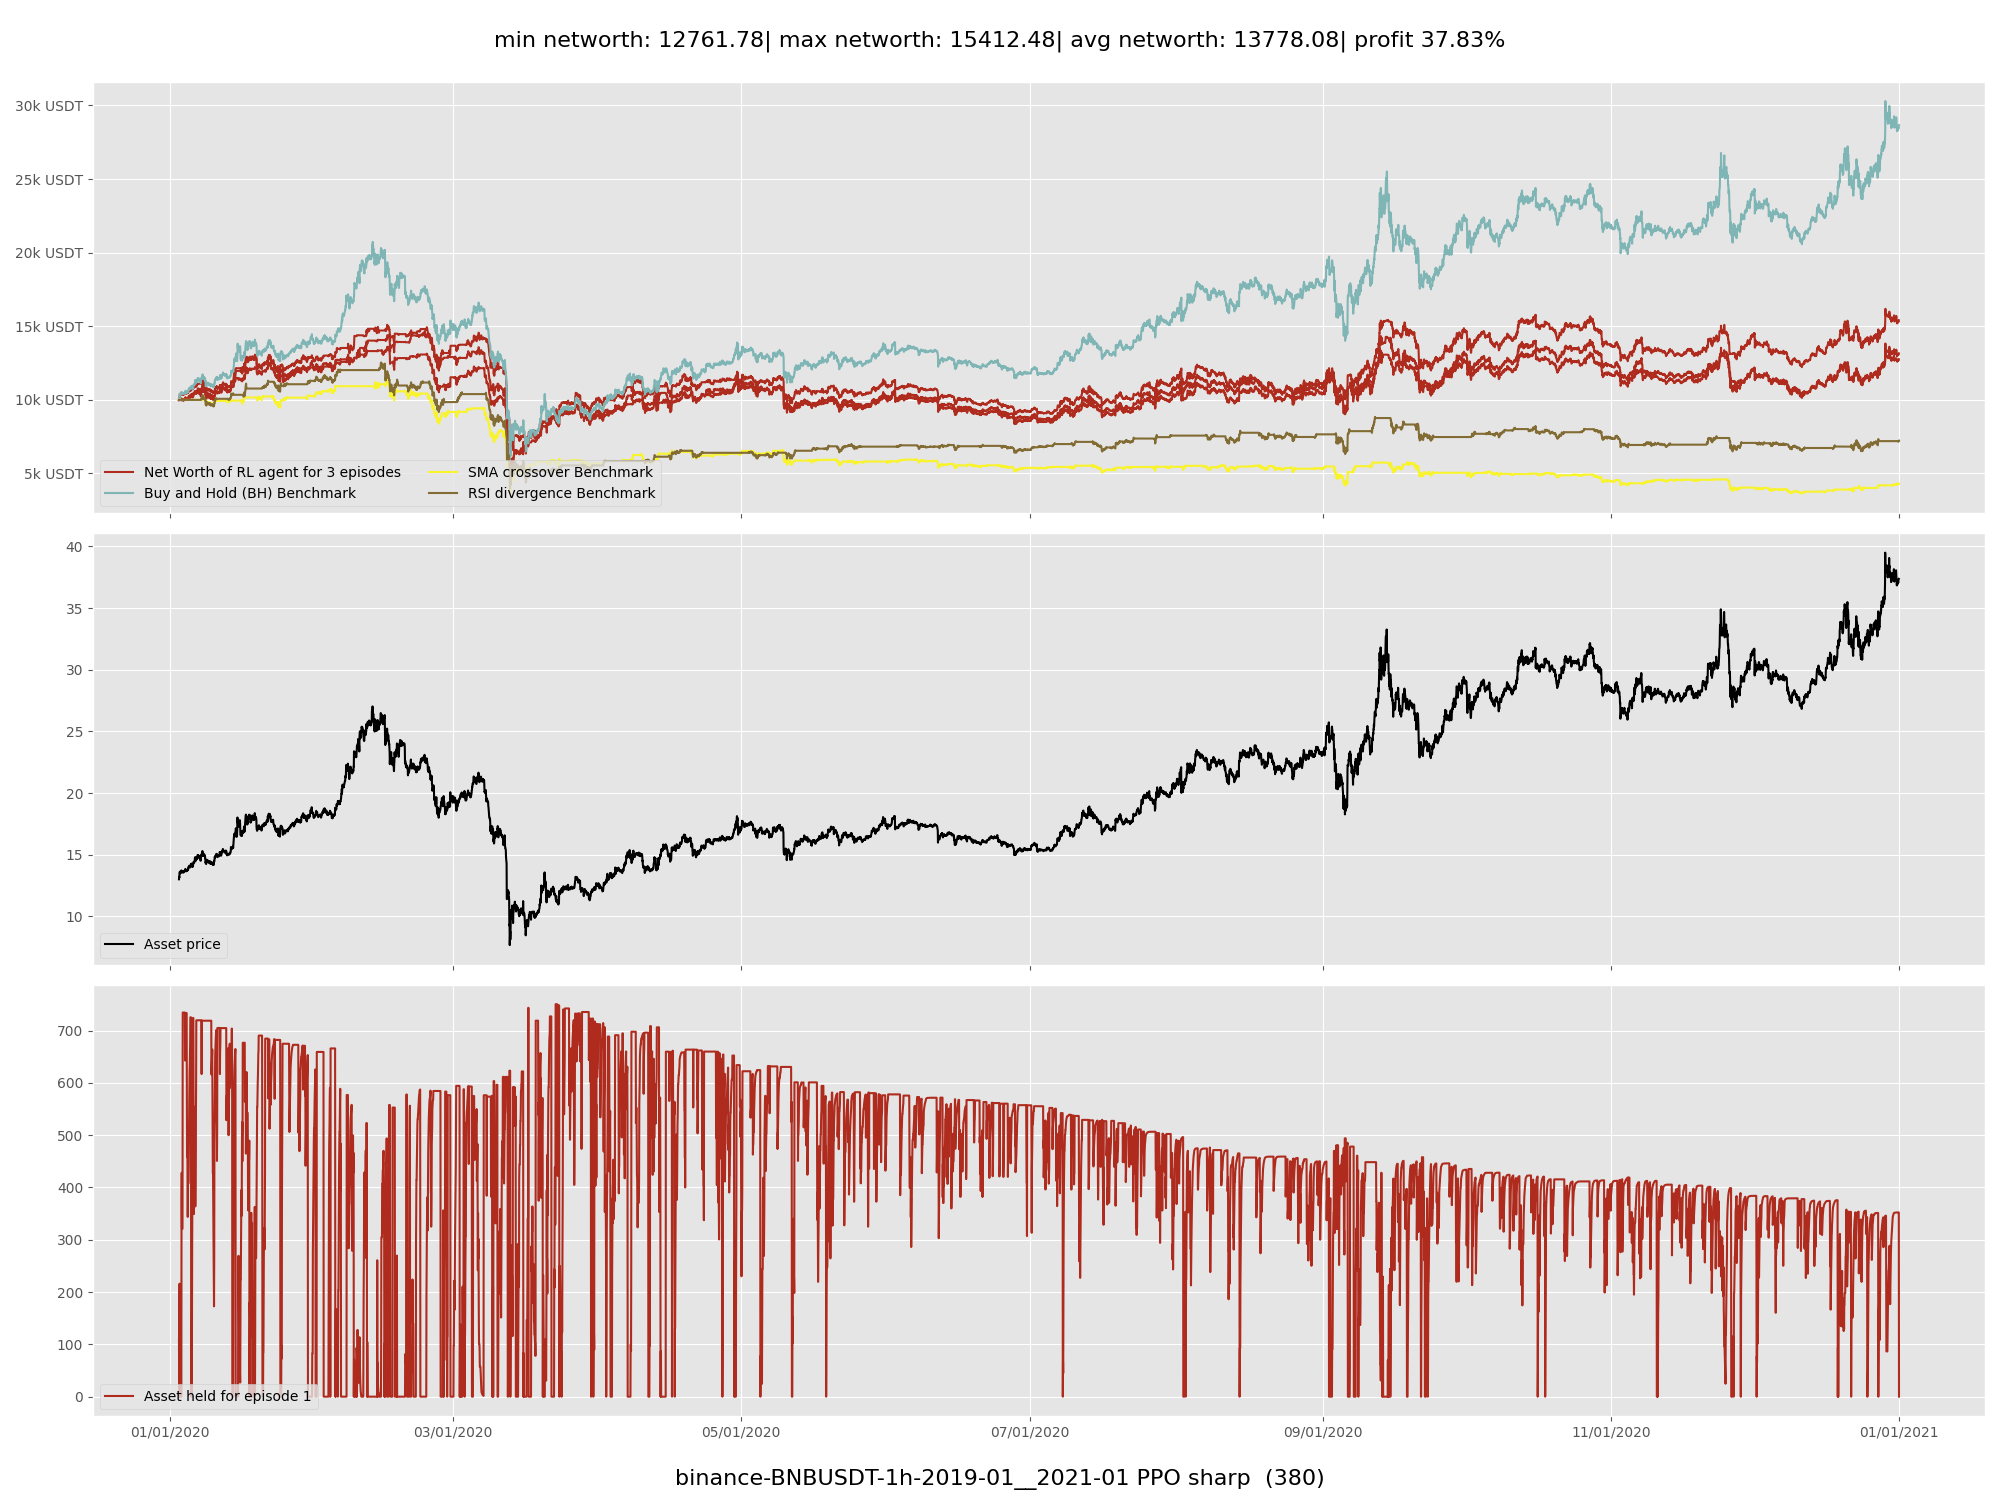 min networth: 12761.78| max networth: 15412.48| avg networth: 13778.08| profit 37.83%
30k USDT
25k USDT
20k USDT
15k USDT
10k USDT
5k USDT
Net Worth of RL agent for 3 episodes
Buy and Hold (BH) Benchmark
SMA crossover Benchmark
RSI divergence Benchmark
40
35
30
25
20
15
10
Asset price
700
600
500
400
300
200
100
0
Asset held for episode 1
01/01/2020
03/01/2020
05/01/2020
07/01/2020
09/01/2020
11/01/2020
01/01/2021
binance-BNBUSDT-1h-2019-01__2021-01 PPO sharp  (380)